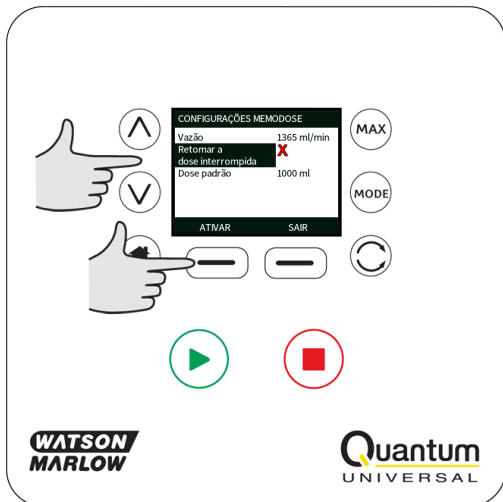 CONFIGURAÇÕES MEMODOSE
Vazão 1365 ml/min
Retomar a X
dose interrompida
Dose padrão 1000 ml
ATIVAR SAIR
MAX
MODE
WATSON
MARLOW
Quantum
UNIVERSAL